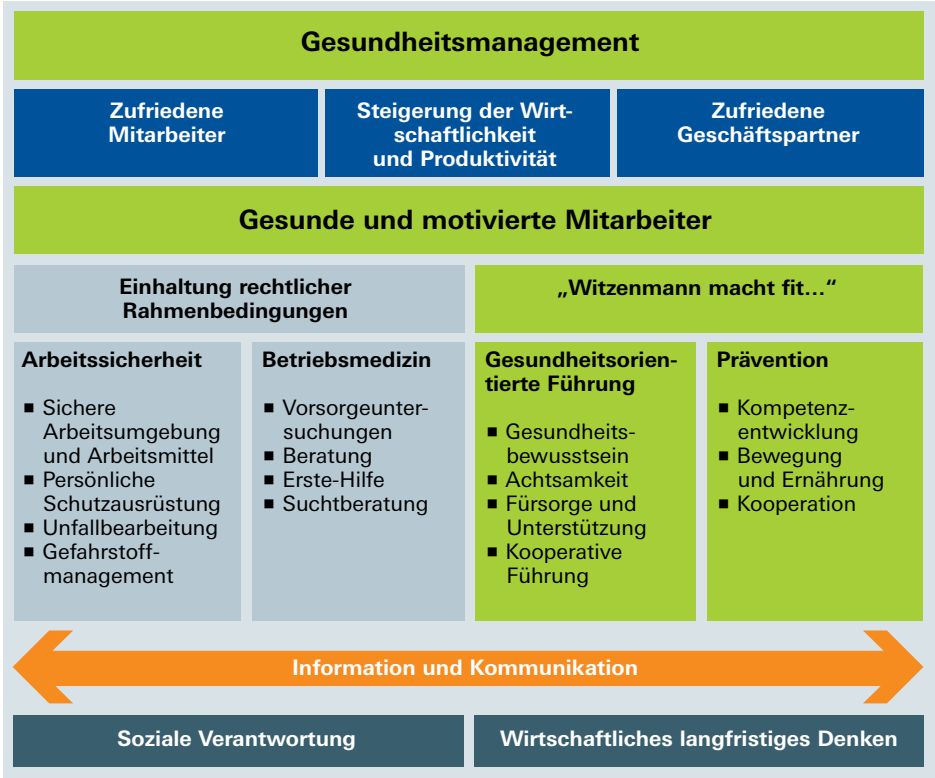 Gesundheitsmanagement
Zufriedene
Mitarbeiter
Steigerung der Wirt-
schaftlichkeit
und Produktivität
Zufriedene
Geschäftspartner
Gesunde und motivierte Mitarbeiter
Einhaltung rechtlicher
Rahmenbedingungen
„Witzenmann macht fit…“
Arbeitssicherheit
▪ Sichere
Arbeitsumgebung
und Arbeitsmittel
▪ Persönliche
Schutzausrüstung
▪ Unfallbearbeitung
▪ Gefahrstoff-
management
Betriebsmedizin
▪ Vorsorgeunter-
suchungen
▪ Beratung
▪ Erste-Hilfe
▪ Suchtberatung
Gesundheitsorien-
tierte Führung
▪ Gesundheits-
bewusstsein
▪ Achtsamkeit
▪ Fürsorge und
Unterstützung
▪ Kooperative
Führung
Prävention
▪ Kompetenz-
entwicklung
▪ Bewegung
und Ernährung
▪ Kooperation
Information und Kommunikation
Soziale Verantwortung
Wirtschaftliches langfristiges Denken